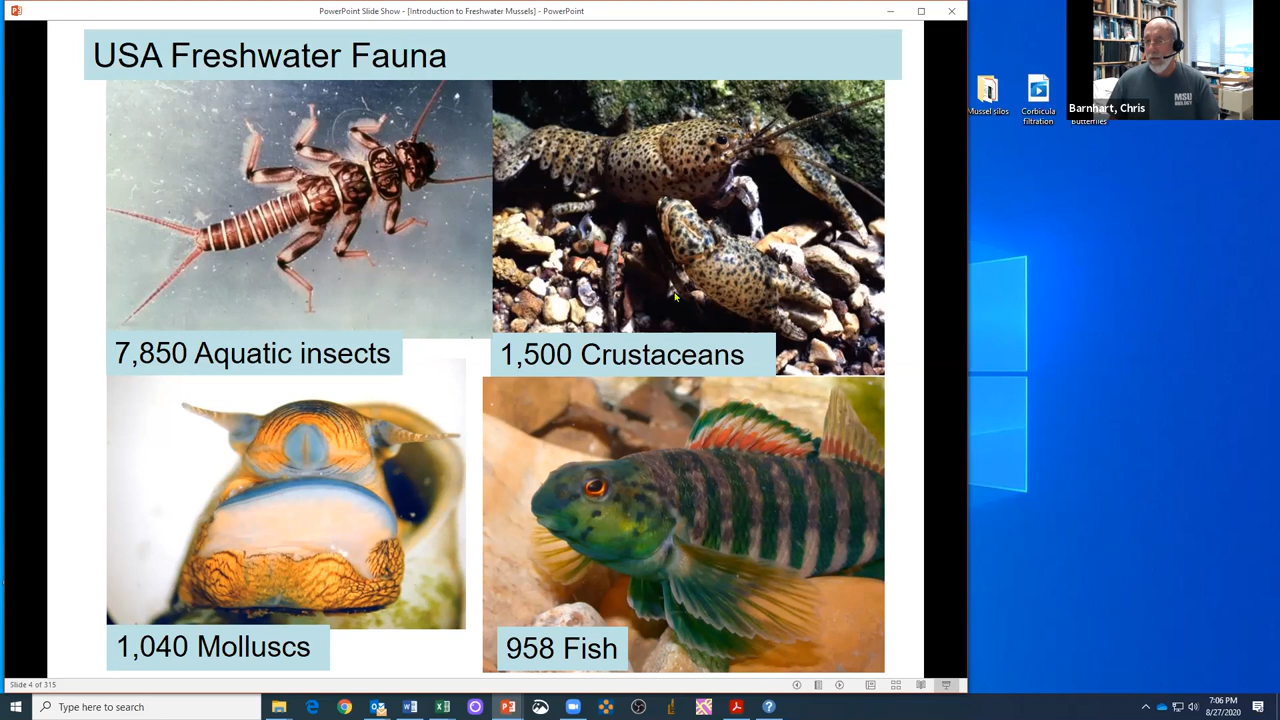 PowerPoint Slide Show - [Introduction to Freshwater Mussels] - PowerPoint
USA Freshwater Fauna
7,850 Aquatic insects
1,500 Crustaceans
1,040 Molluscs
958 Fish
Slide 4 of 315
MSU
BIOLOGY
Barnhart, Chris
Mussel silos
Corbicula
filtration
Butterflies
Type here to search
7:06 PM
8/27/2020